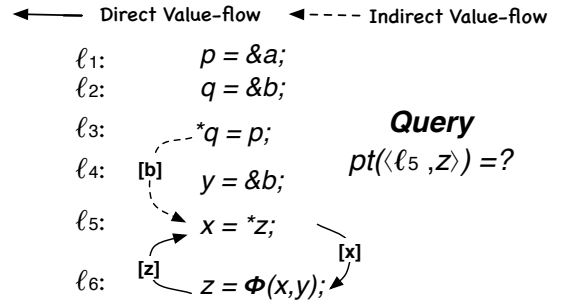 Direct Value-flow Indirect Value-flow
ℓ1: p = &a;
ℓ2: q = &b;
ℓ3: *q = p;
Query
ℓ4: [b] y = &b;
pt(⟨ℓ5 ,z⟩) =?
ℓ5: x = *z;
[z] [x]
ℓ6: z = Φ(x,y);